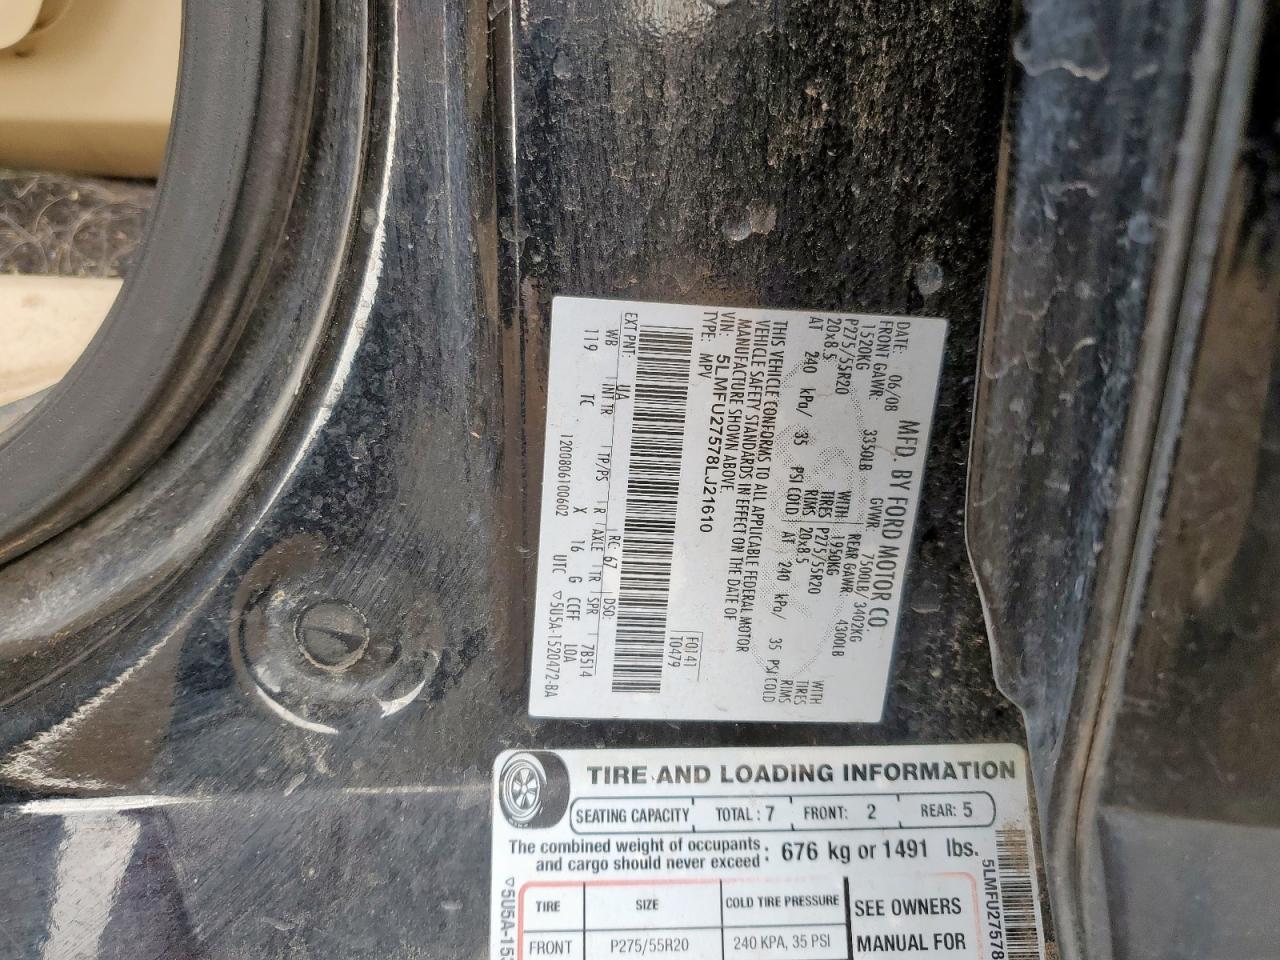 MFD. BY FORD MOTOR CO.
DATE: 06/08 GVWR: 7500LB/ 3402KG
FRONT GAWR: 3350LB REAR GAWR: 4300LB
1520KG WITH 1950KG WITH
P275/55R20 TIRES P275/55R20 TIRES
20x8.5 RIMS 20x8.5 RIMS
AT 240 kPa/ 35 PSI COLD AT 240 kPa/ 35 PSI COLD
THIS VEHICLE CONFORMS TO ALL APPLICABLE FEDERAL MOTOR
VEHICLE SAFETY STANDARDS IN EFFECT ON THE DATE OF
MANUFACTURE SHOWN ABOVE.
VIN: 5LMFU27578LJ21610
TYPE: MPV
F0141
T0479
EXT PNT: UA RC: 67 DSO:
WB INT TR TP/PS R AXLE TR SPR 7B514
119 TC X 16 G CCFF LOA
1200806100602 UTC ▽5U5A-1520472-BA
TIRE AND LOADING INFORMATION
SEATING CAPACITY TOTAL: 7 FRONT: 2 REAR: 5
The combined weight of occupants
and cargo should never exceed : 676 kg or 1491 lbs.
TIRE SIZE COLD TIRE PRESSURE SEE OWNERS
FRONT P275/55R20 240 KPA, 35 PSI MANUAL FOR
5LMFU27578
▽5U5A-153